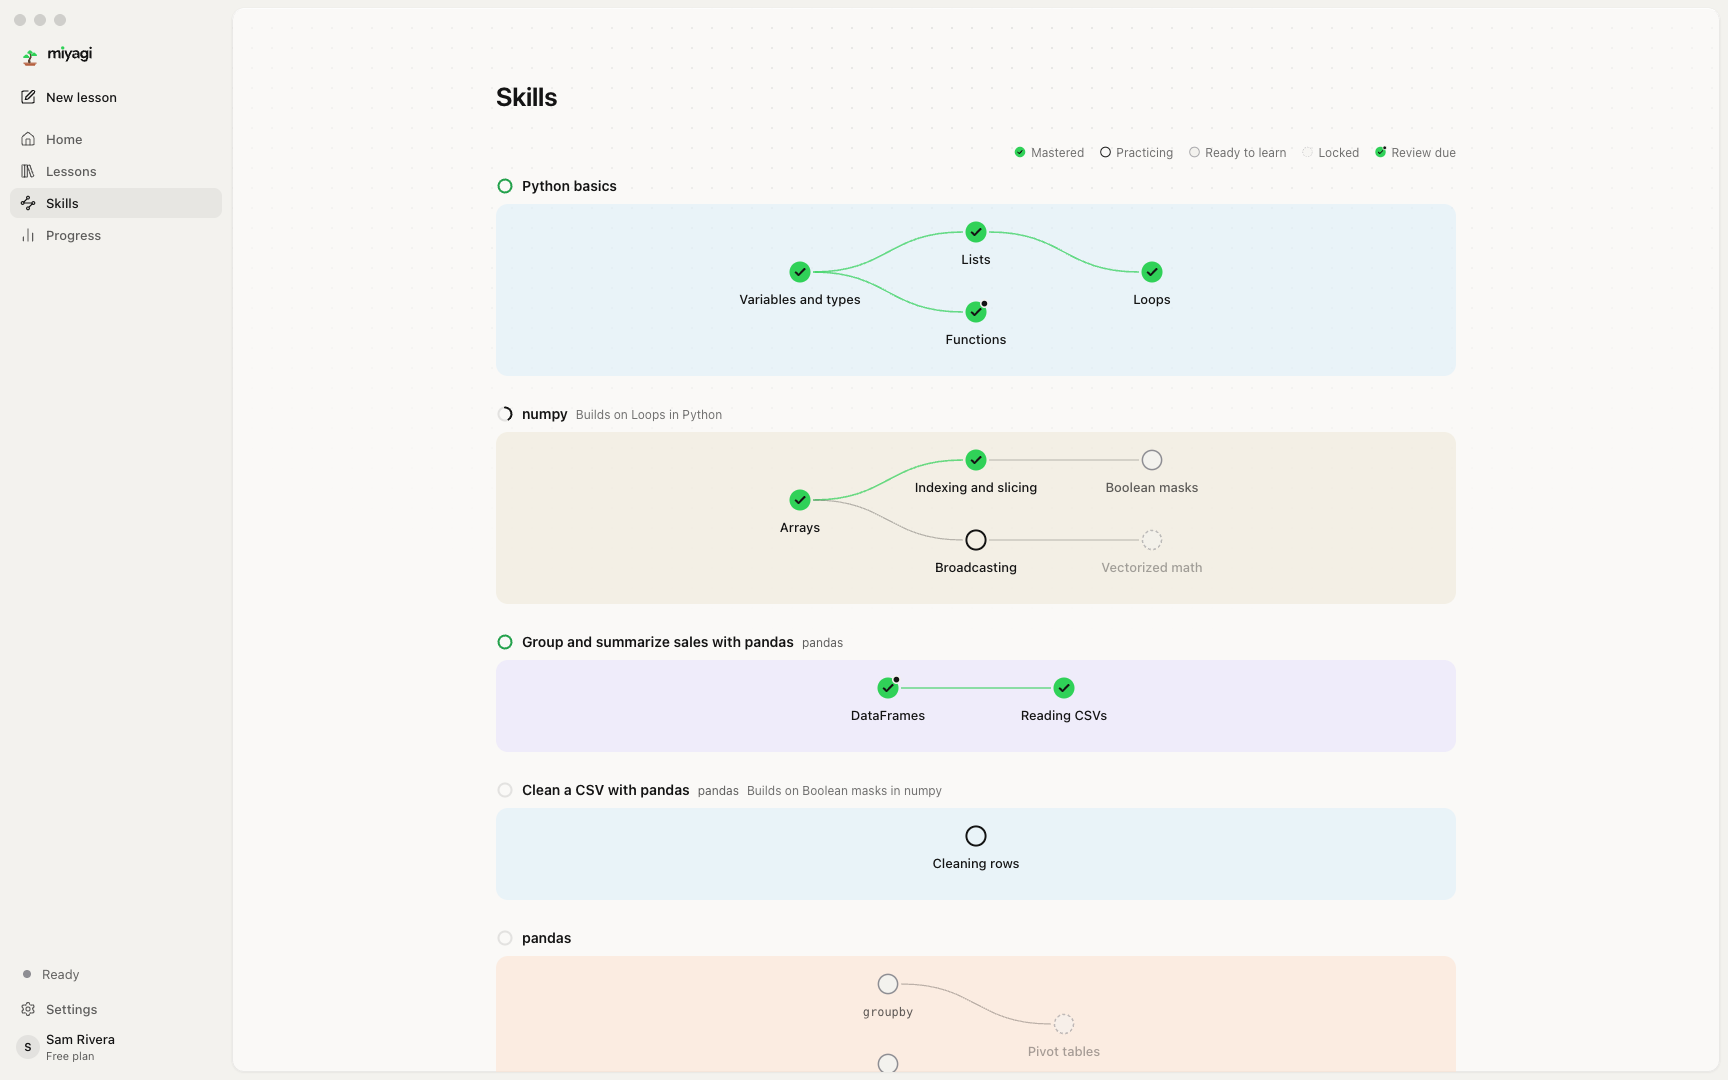 miyagi
New lesson
Home
Lessons
Skills
Progress
Ready
Settings
S
Sam Rivera
Free plan
Skills
Mastered
Practicing
Ready to learn
Locked
Review due
Python basics
Variables and types
Lists
Functions
Loops
numpy Builds on Loops in Python
Arrays
Indexing and slicing
Boolean masks
Broadcasting
Vectorized math
Group and summarize sales with pandas pandas
DataFrames
Reading CSVs
Clean a CSV with pandas pandas Builds on Boolean masks in numpy
Cleaning rows
pandas
groupby
Pivot tables